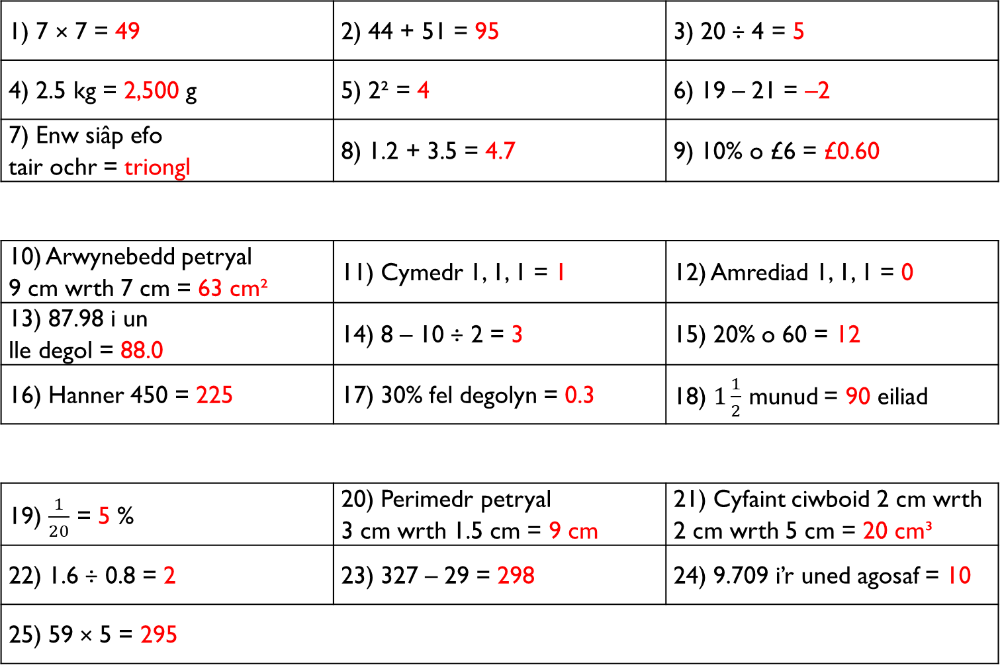 1) 7 × 7 = 49
2) 44 + 51 = 95
3) 20 ÷ 4 = 5
4) 2.5 kg = 2,500 g
5) 2² = 4
6) 19 – 21 = –2
7) Enw siâp efo
tair ochr = triongl
8) 1.2 + 3.5 = 4.7
9) 10% o £6 = £0.60
10) Arwynebedd petryal
9 cm wrth 7 cm = 63 cm²
11) Cymedr 1, 1, 1 = 1
12) Amrediad 1, 1, 1 = 0
13) 87.98 i un
lle degol = 88.0
14) 8 – 10 ÷ 2 = 3
15) 20% o 60 = 12
16) Hanner 450 = 225
17) 30% fel degolyn = 0.3
18) 1 1/2 munud = 90 eiliad
19) 1/20 = 5 %
20) Perimedr petryal
3 cm wrth 1.5 cm = 9 cm
21) Cyfaint ciwboid 2 cm wrth
2 cm wrth 5 cm = 20 cm³
22) 1.6 ÷ 0.8 = 2
23) 327 – 29 = 298
24) 9.709 i’r uned agosaf = 10
25) 59 × 5 = 295